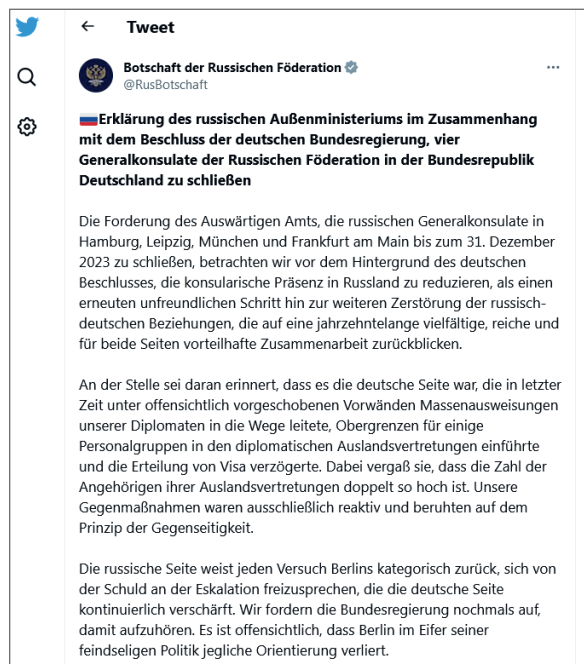 Tweet
Botschaft der Russischen Föderation
@RusBotschaft
Erklärung des russischen Außenministeriums im Zusammenhang
mit dem Beschluss der deutschen Bundesregierung, vier
Generalkonsulate der Russischen Föderation in der Bundesrepublik
Deutschland zu schließen
Die Forderung des Auswärtigen Amts, die russischen Generalkonsulate in
Hamburg, Leipzig, München und Frankfurt am Main bis zum 31. Dezember
2023 zu schließen, betrachten wir vor dem Hintergrund des deutschen
Beschlusses, die konsularische Präsenz in Russland zu reduzieren, als einen
erneuten unfreundlichen Schritt hin zur weiteren Zerstörung der russisch-
deutschen Beziehungen, die auf eine jahrzehntelange vielfältige, reiche und
für beide Seiten vorteilhafte Zusammenarbeit zurückblicken.
An der Stelle sei daran erinnert, dass es die deutsche Seite war, die in letzter
Zeit unter offensichtlich vorgeschobenen Vorwänden Massenausweisungen
unserer Diplomaten in die Wege leitete, Obergrenzen für einige
Personalgruppen in den diplomatischen Auslandsvertretungen einführte
und die Erteilung von Visa verzögerte. Dabei vergaß sie, dass die Zahl der
Angehörigen ihrer Auslandsvertretungen doppelt so hoch ist. Unsere
Gegenmaßnahmen waren ausschließlich reaktiv und beruhten auf dem
Prinzip der Gegenseitigkeit.
Die russische Seite weist jeden Versuch Berlins kategorisch zurück, sich von
der Schuld an der Eskalation freizusprechen, die die deutsche Seite
kontinuierlich verschärft. Wir fordern die Bundesregierung nochmals auf,
damit aufzuhören. Es ist offensichtlich, dass Berlin im Eifer seiner
feindseligen Politik jegliche Orientierung verliert.